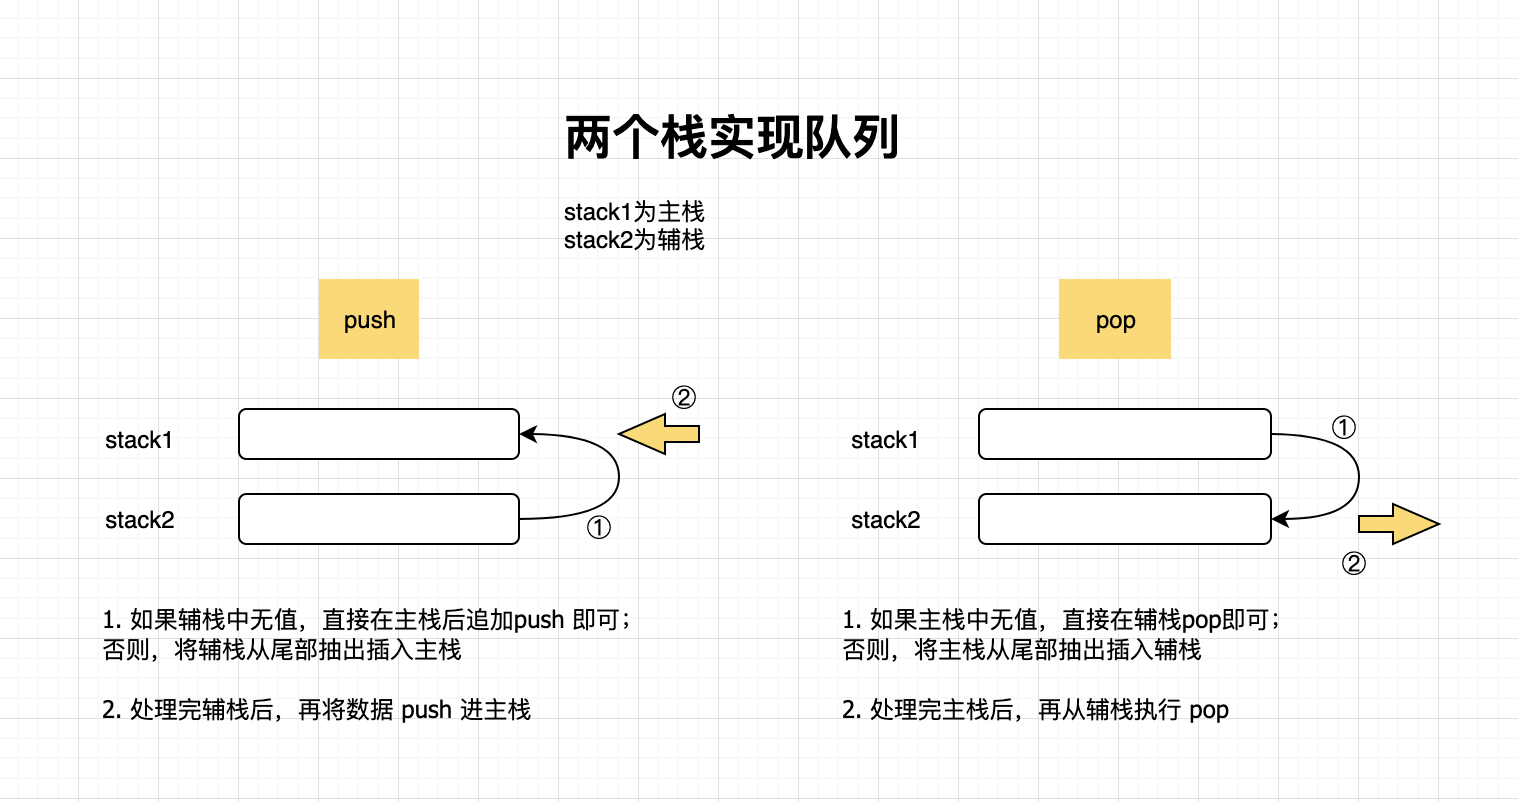 两个栈实现队列
stack1为主栈
stack2为辅栈
push
②
stack1
①
stack2
1. 如果辅栈中无值，直接在主栈后追加push 即可；
否则，将辅栈从尾部抽出插入主栈
2. 处理完辅栈后，再将数据 push 进主栈
pop
stack1
①
stack2
②
1. 如果主栈中无值，直接在辅栈pop即可；
否则，将主栈从尾部抽出插入辅栈
2. 处理完主栈后，再从辅栈执行 pop